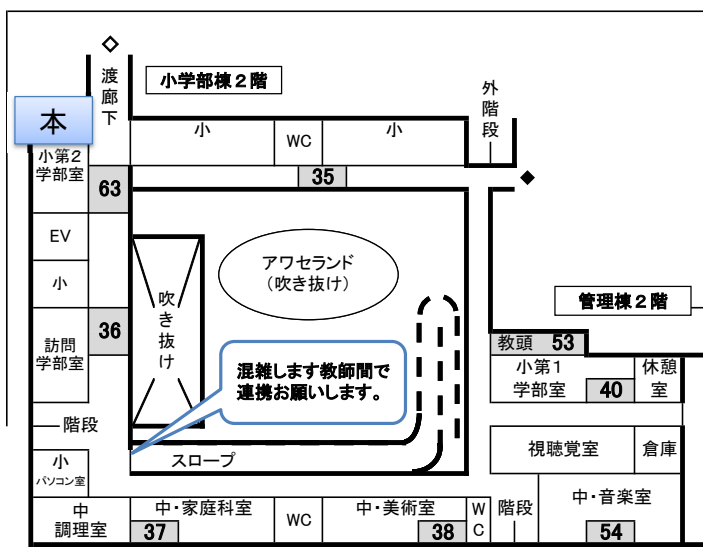 ◇
渡廊下
小学部棟２階
外階段
本
小
WC
小
小第2
学部室
63
35
◆
EV
アワセランド
（吹き抜け）
小
吹き抜け
管理棟２階
36
訪問
学部室
教頭 53
混雑します教師間で
連携お願いします。
小第1
学部室
40
休憩
室
階段
スロープ
視聴覚室
倉庫
小
パソコン室
中
調理室
中・家庭科室
37
WC
中・美術室
38
WC
階段
中・音楽室
54